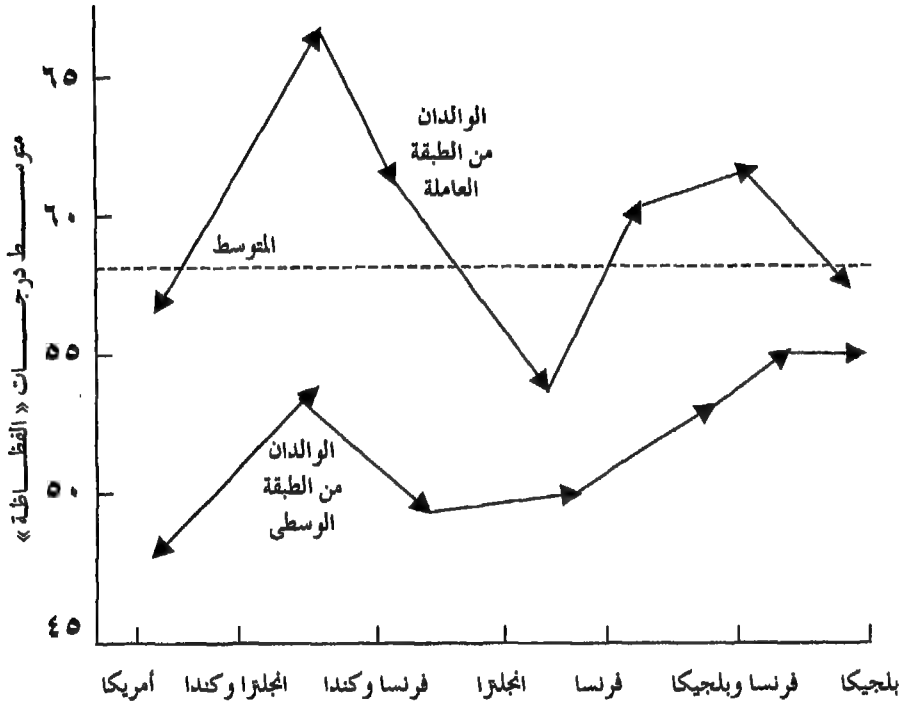 ٦٥
الوالدان
من الطبقة
العاملة
٦٠
المتوسط
متوسط درجات «الفظاظة»
٥٥
الوالدان
من الطبقة
الوسطى
٥٠
٤٥
أمريكا انجلترا وكندا فرنسا وكندا انجلترا فرنسا فرنسا وبلجيكا بلجيكا